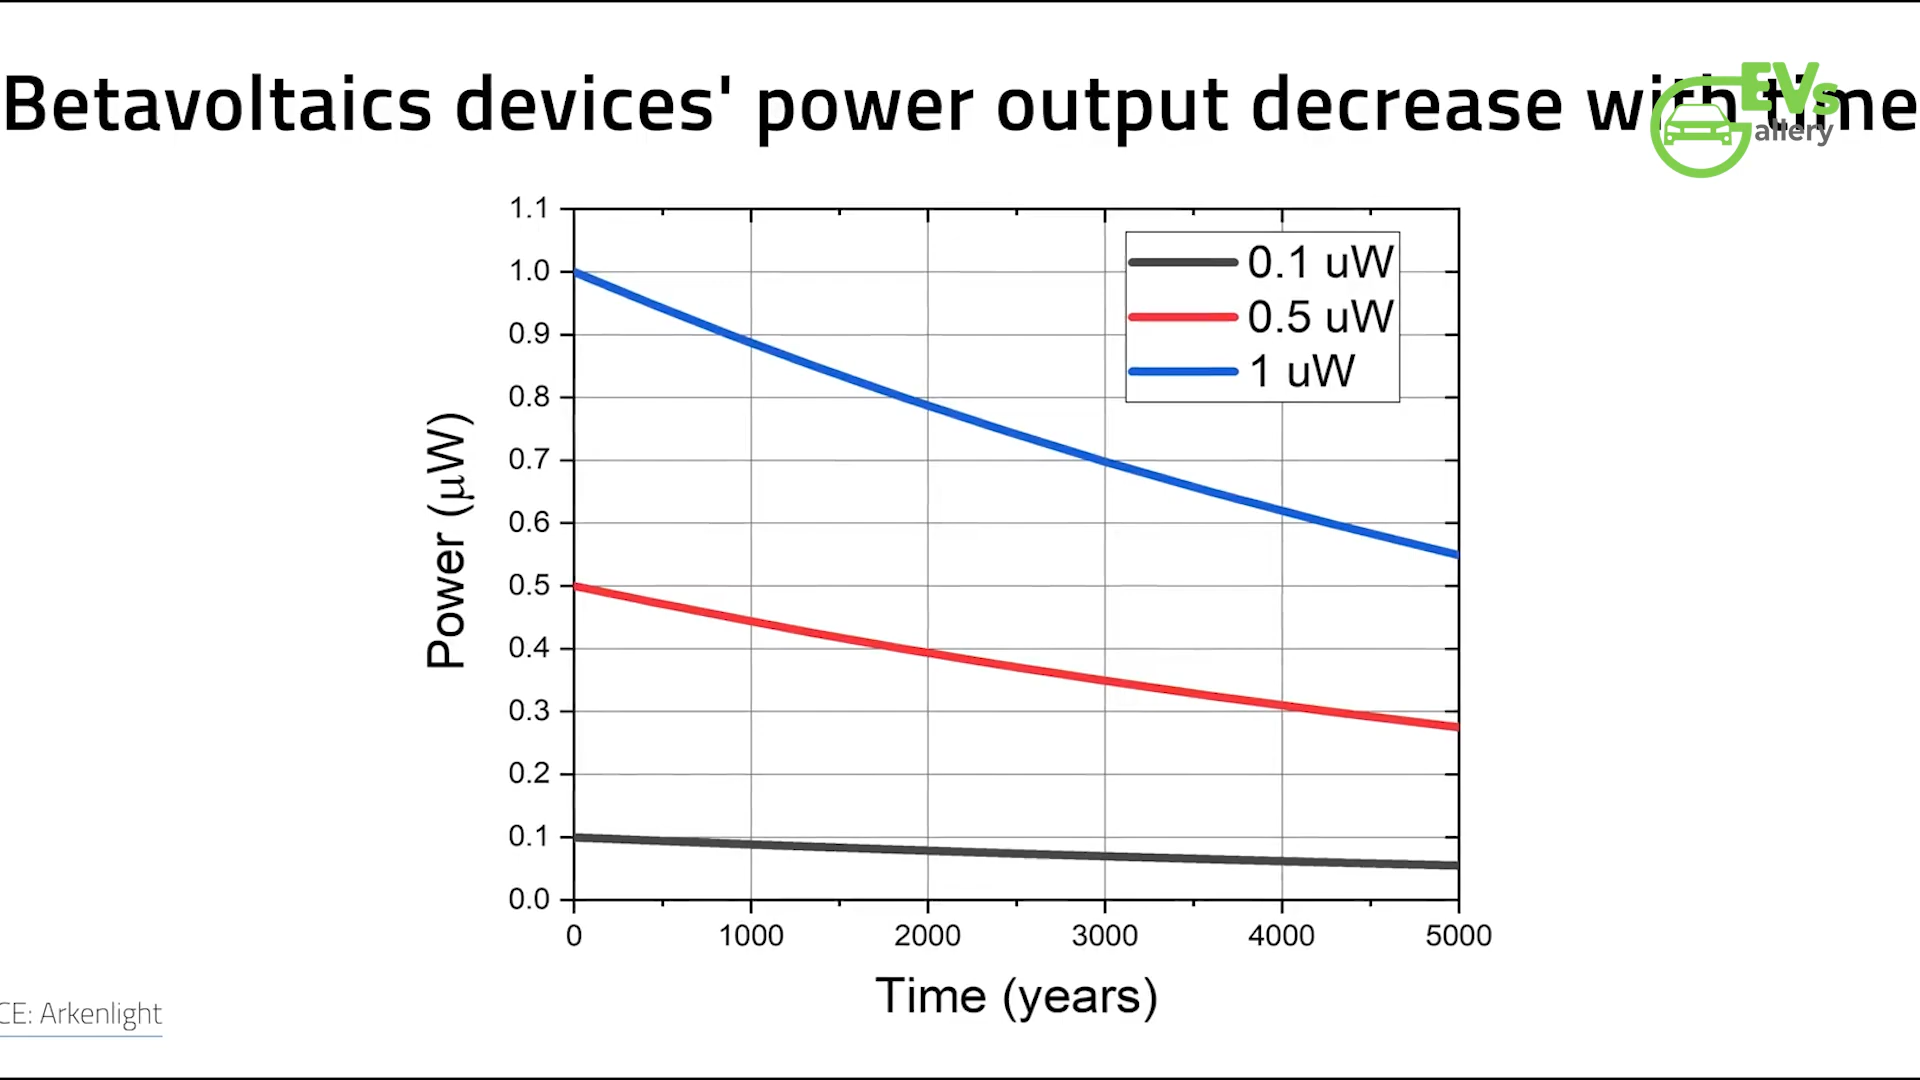 Betavoltaics devices' power output decrease with time
EVs
allery
1.1
1.0
0.9
0.8
0.7
0.6
0.5
0.4
0.3
0.2
0.1
0.0
Power (µW)
0.1 uW
0.5 uW
1 uW
0 1000 2000 3000 4000 5000
Time (years)
CE: Arkenlight